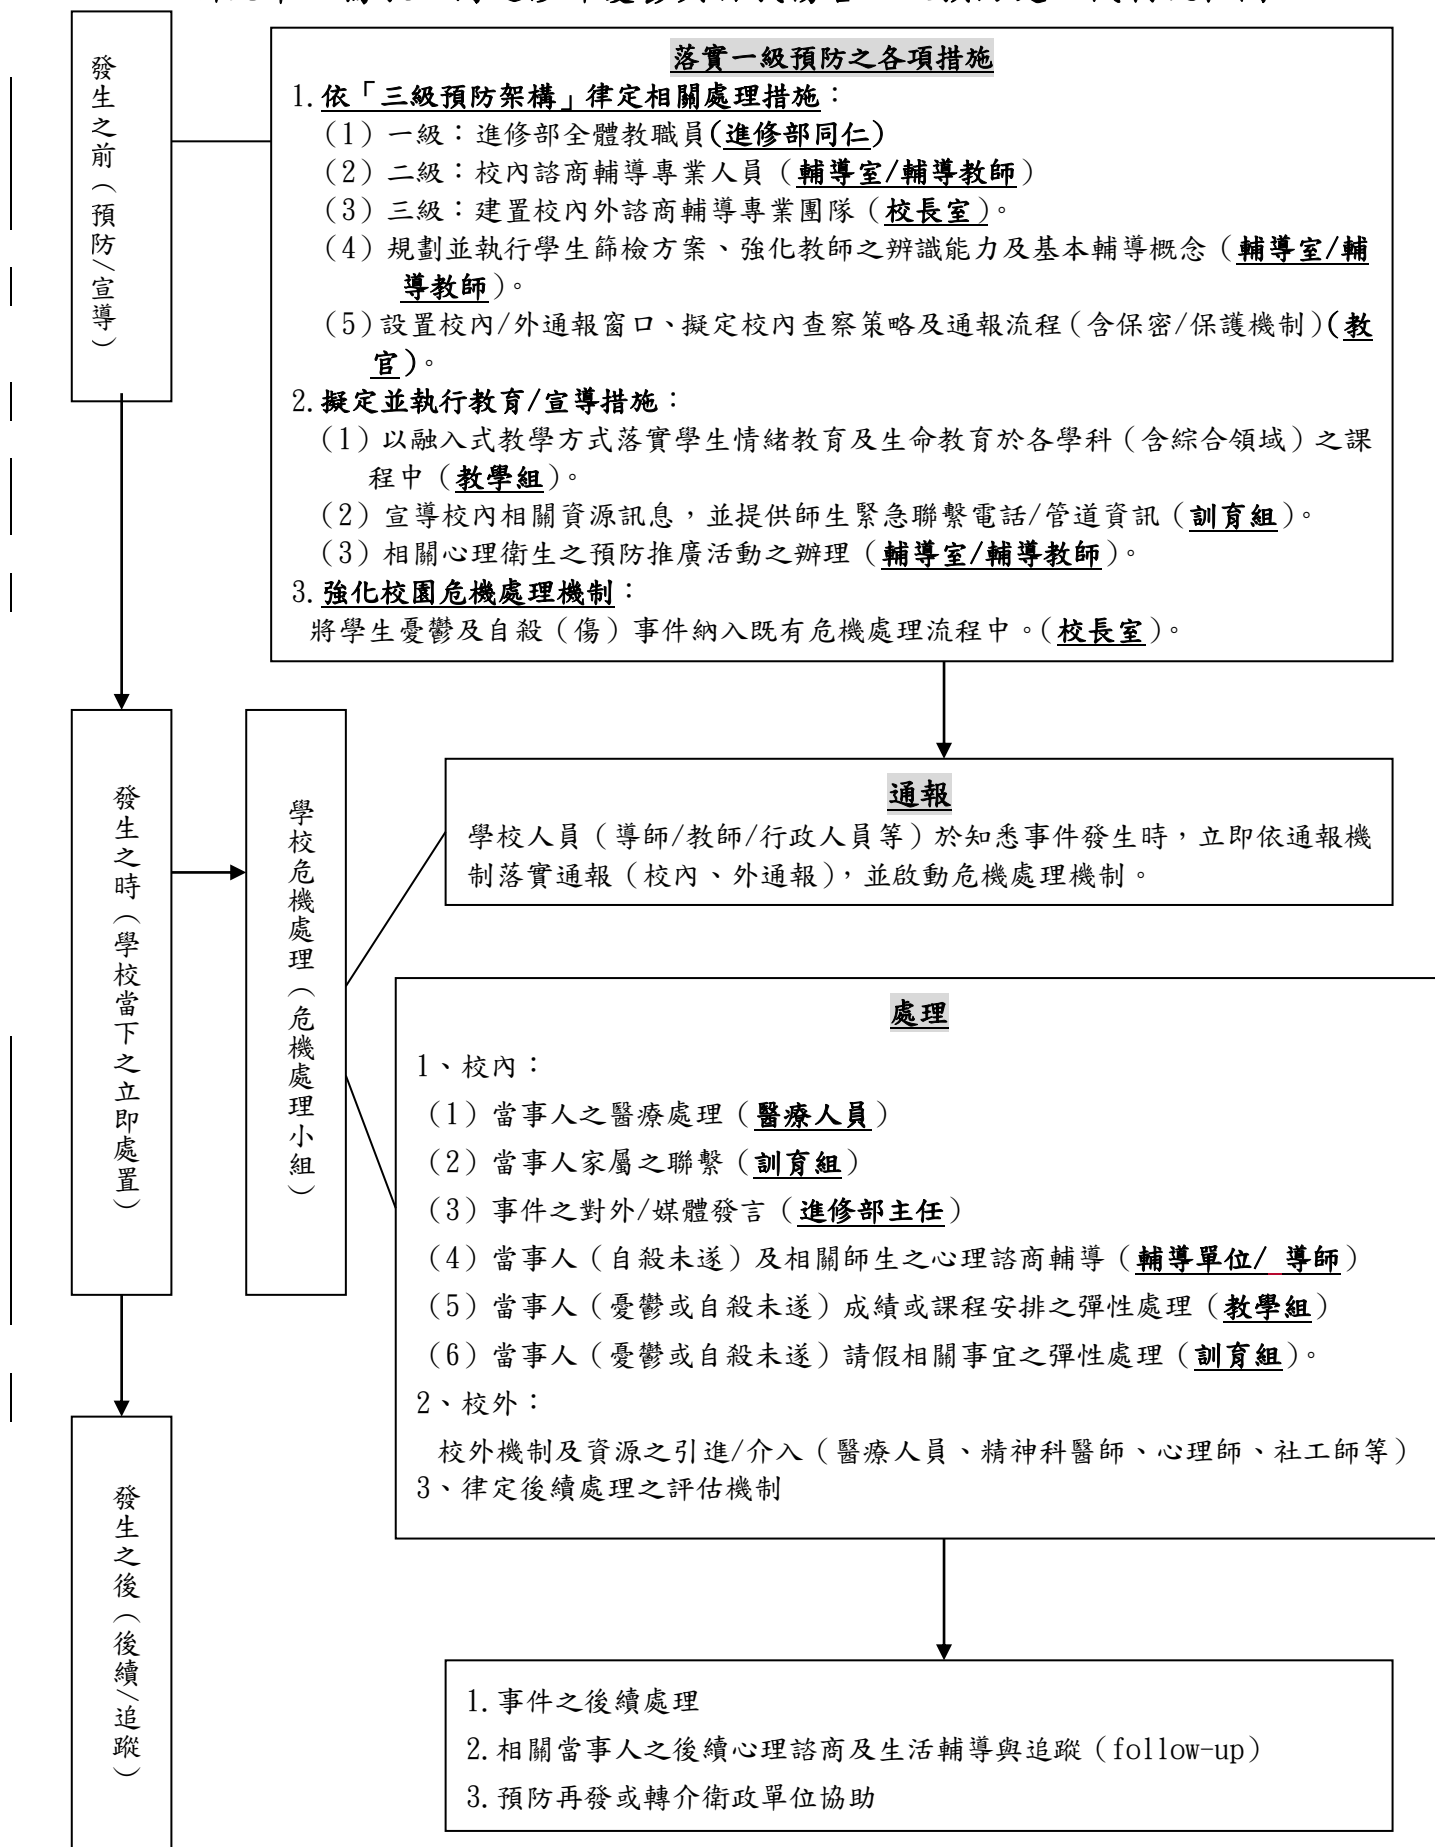 發生之前（預防/宣導）
落實一級預防之各項措施
1.依「三級預防架構」律定相關處理措施：
（1）一級：進修部全體教職員(進修部同仁)
（2）二級：校內諮商輔導專業人員（輔導室/輔導教師）
（3）三級：建置校內外諮商輔導專業團隊（校長室）。
（4）規劃並執行學生篩檢方案、強化教師之辨識能力及基本輔導概念（輔導室/輔
導教師）。
（5）設置校內/外通報窗口、擬定校內查察策略及通報流程（含保密/保護機制）(教
官)。
2.擬定並執行教育/宣導措施：
（1）以融入式教學方式落實學生情緒教育及生命教育於各學科（含綜合領域）之課
程中（教學組）。
（2）宣導校內相關資源訊息，並提供師生緊急聯繫電話/管道資訊（訓育組）。
（3）相關心理衛生之預防推廣活動之辦理（輔導室/輔導教師）。
3.強化校園危機處理機制：
將學生憂鬱及自殺（傷）事件納入既有危機處理流程中。（校長室）。
發生之時（學校當下之立即處置）
學校危機處理（危機處理小組）
通報
學校人員（導師/教師/行政人員等）於知悉事件發生時，立即依通報機
制落實通報（校內、外通報），並啟動危機處理機制。
處理
1、校內：
（1）當事人之醫療處理（醫療人員）
（2）當事人家屬之聯繫（訓育組）
（3）事件之對外/媒體發言（進修部主任）
（4）當事人（自殺未遂）及相關師生之心理諮商輔導（輔導單位/ 導師）
（5）當事人（憂鬱或自殺未遂）成績或課程安排之彈性處理（教學組）
（6）當事人（憂鬱或自殺未遂）請假相關事宜之彈性處理（訓育組）。
2、校外：
校外機制及資源之引進/介入（醫療人員、精神科醫師、心理師、社工師等）
3、律定後續處理之評估機制
發生之後（後續/追蹤）
1.事件之後續處理
2.相關當事人之後續心理諮商及生活輔導與追蹤（follow-up）
3.預防再發或轉介衛政單位協助